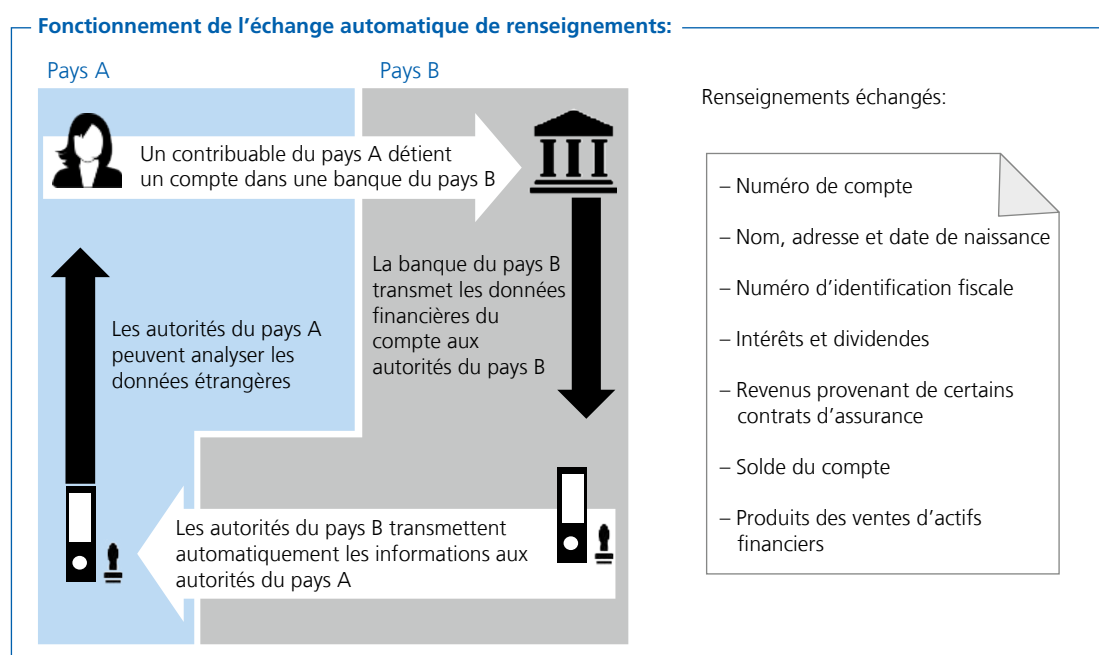 Fonctionnement de l’échange automatique de renseignements:
Pays A
Pays B
Un contribuable du pays A détient
un compte dans une banque du pays B
La banque du pays B
transmet les données
financières du
compte aux
autorités du pays B
Les autorités du pays B transmettent
automatiquement les informations aux
autorités du pays A
Les autorités du pays A
peuvent analyser les
données étrangères
Renseignements échangés:
– Numéro de compte
– Nom, adresse et date de naissance
– Numéro d’identification fiscale
– Intérêts et dividendes
– Revenus provenant de certains
contrats d’assurance
– Solde du compte
– Produits des ventes d’actifs
financiers